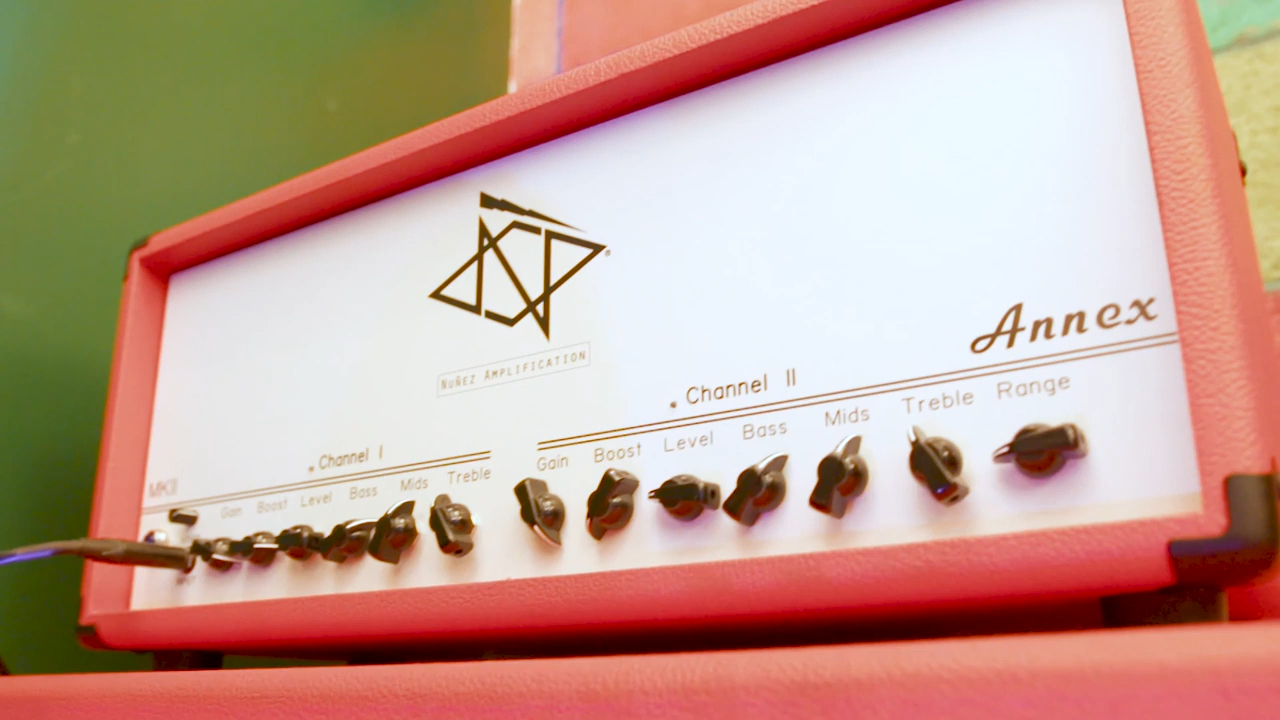 Nuñez Amplification
Annex
Channel II
Gain Boost Level Bass Mids Treble Range
Channel I
MKII
Gain Boost Level Bass Mids Treble